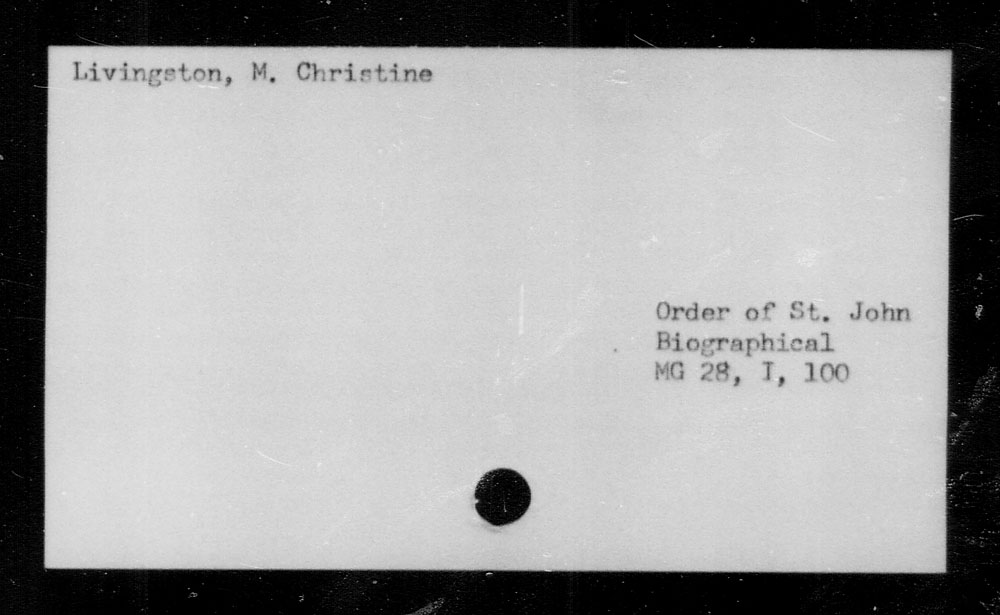 Livingston, M. Christine
Order of St. John
Biographical
MG 28, I, 100